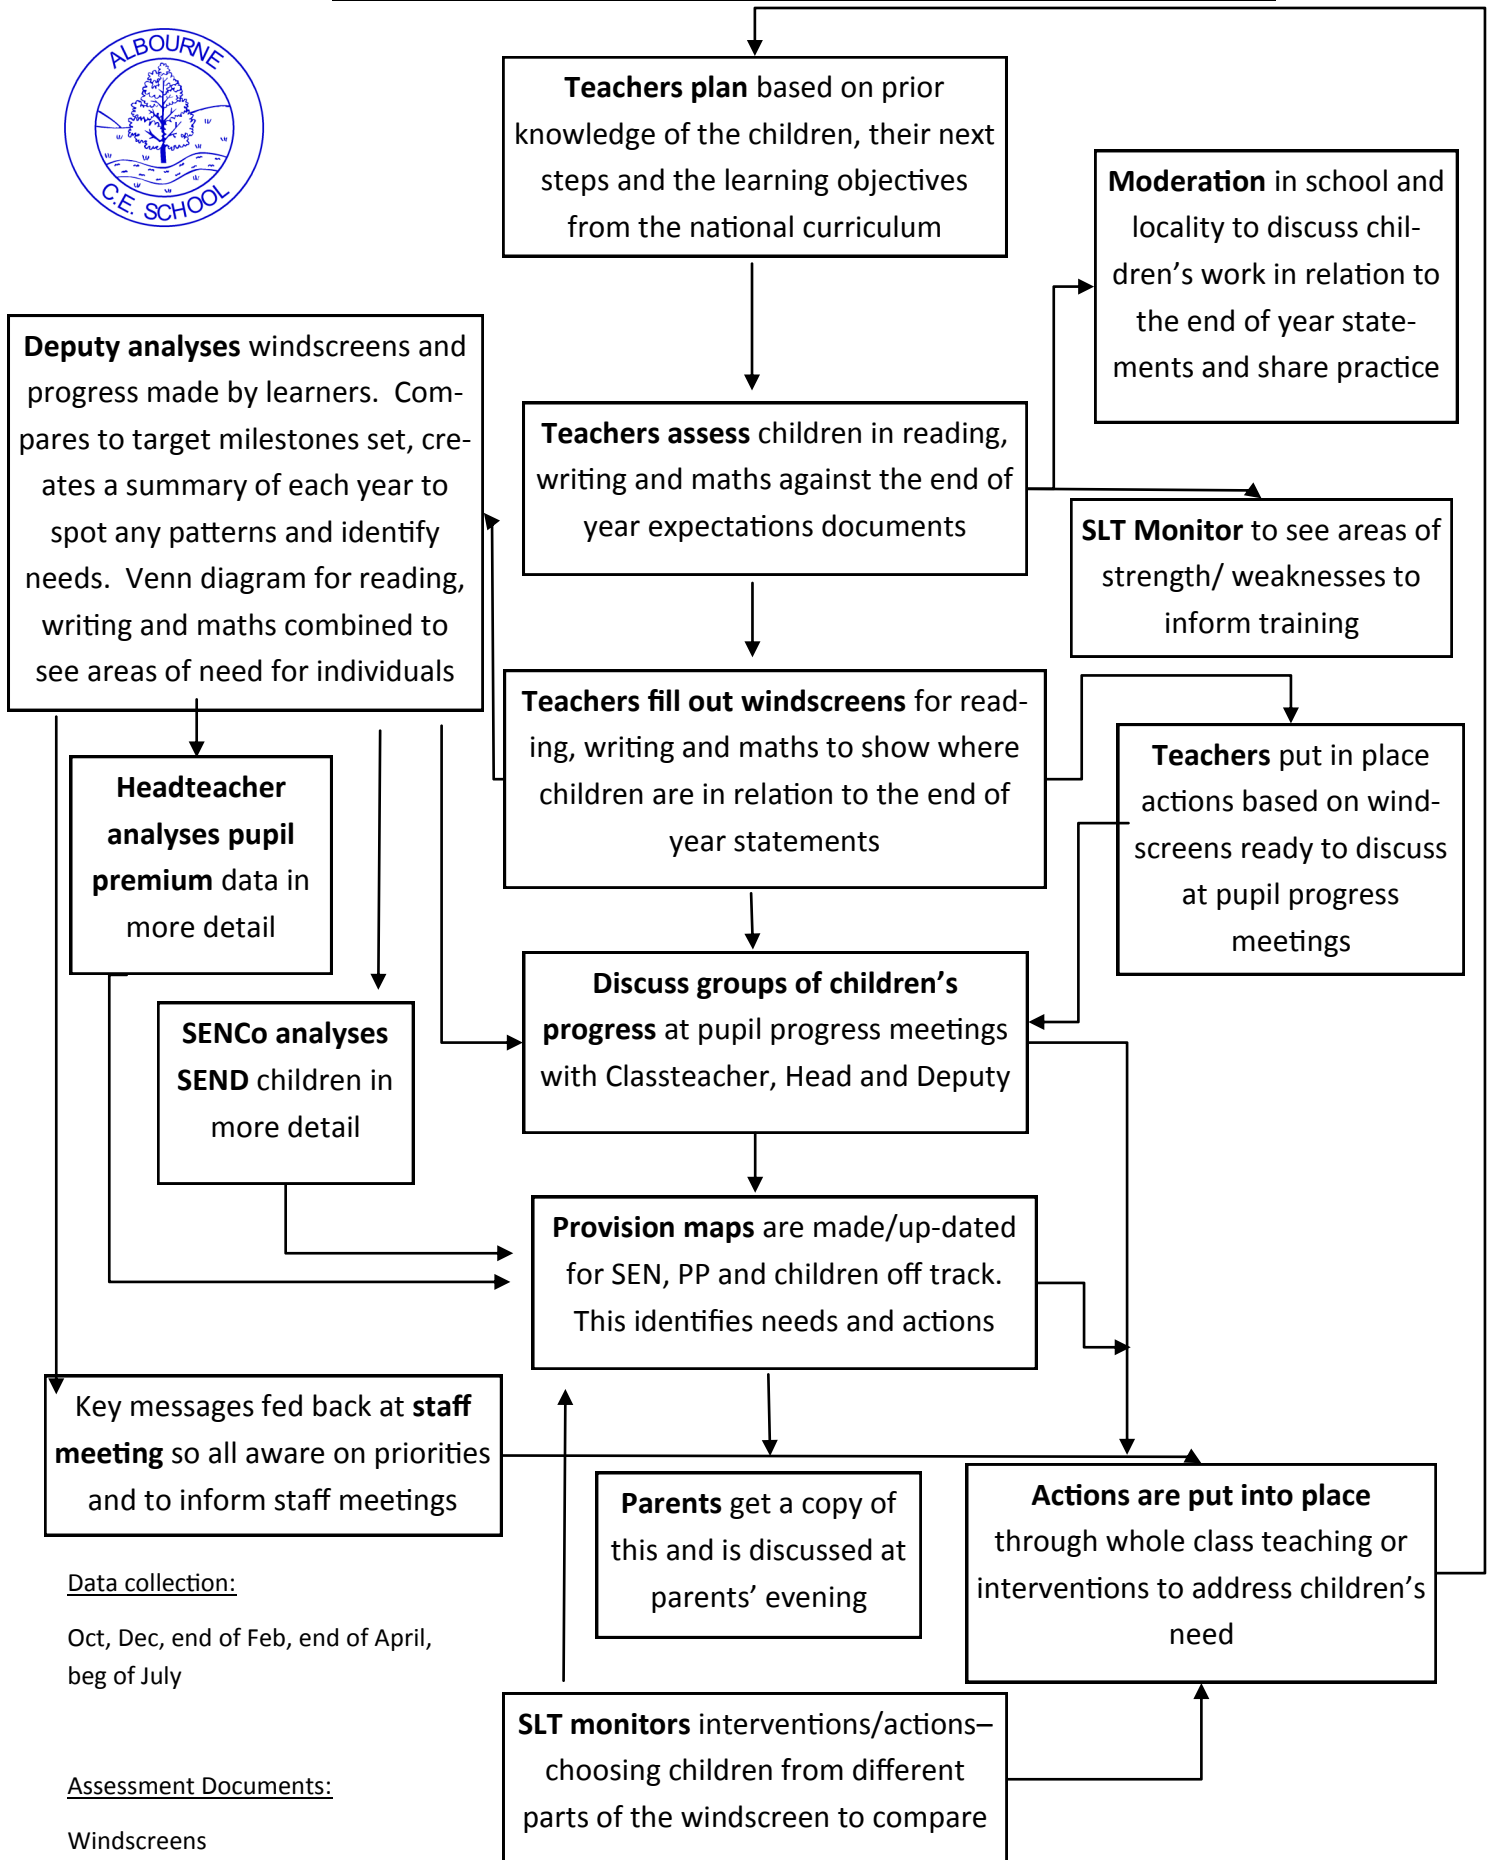 ALBOURNE
C.E. SCHOOL
Teachers plan based on prior
knowledge of the children, their next
steps and the learning objectives
from the national curriculum
Moderation in school and
locality to discuss chil-
dren's work in relation to
the end of year state-
ments and share practice
Deputy analyses windscreens and
progress made by learners. Com-
pares to target milestones set, cre-
ates a summary of each year to
spot any patterns and identify
needs. Venn diagram for reading,
writing and maths combined to
see areas of need for individuals
Teachers assess children in reading,
writing and maths against the end of
year expectations documents
SLT Monitor to see areas of
strength/ weaknesses to
inform training
Teachers fill out windscreens for read-
ing, writing and maths to show where
children are in relation to the end of
year statements
Teachers put in place
actions based on wind-
screens ready to discuss
at pupil progress
meetings
Headteacher
analyses pupil
premium data in
more detail
Discuss groups of children's
progress at pupil progress meetings
with Classteacher, Head and Deputy
SENCo analyses
SEND children in
more detail
Provision maps are made/up-dated
for SEN, PP and children off track.
This identifies needs and actions
Key messages fed back at staff
meeting so all aware on priorities
and to inform staff meetings
Parents get a copy of
this and is discussed at
parents' evening
Actions are put into place
through whole class teaching or
interventions to address children's
need
Data collection:
Oct, Dec, end of Feb, end of April,
beg of July
SLT monitors interventions/actions–
choosing children from different
parts of the windscreen to compare
Assessment Documents:
Windscreens